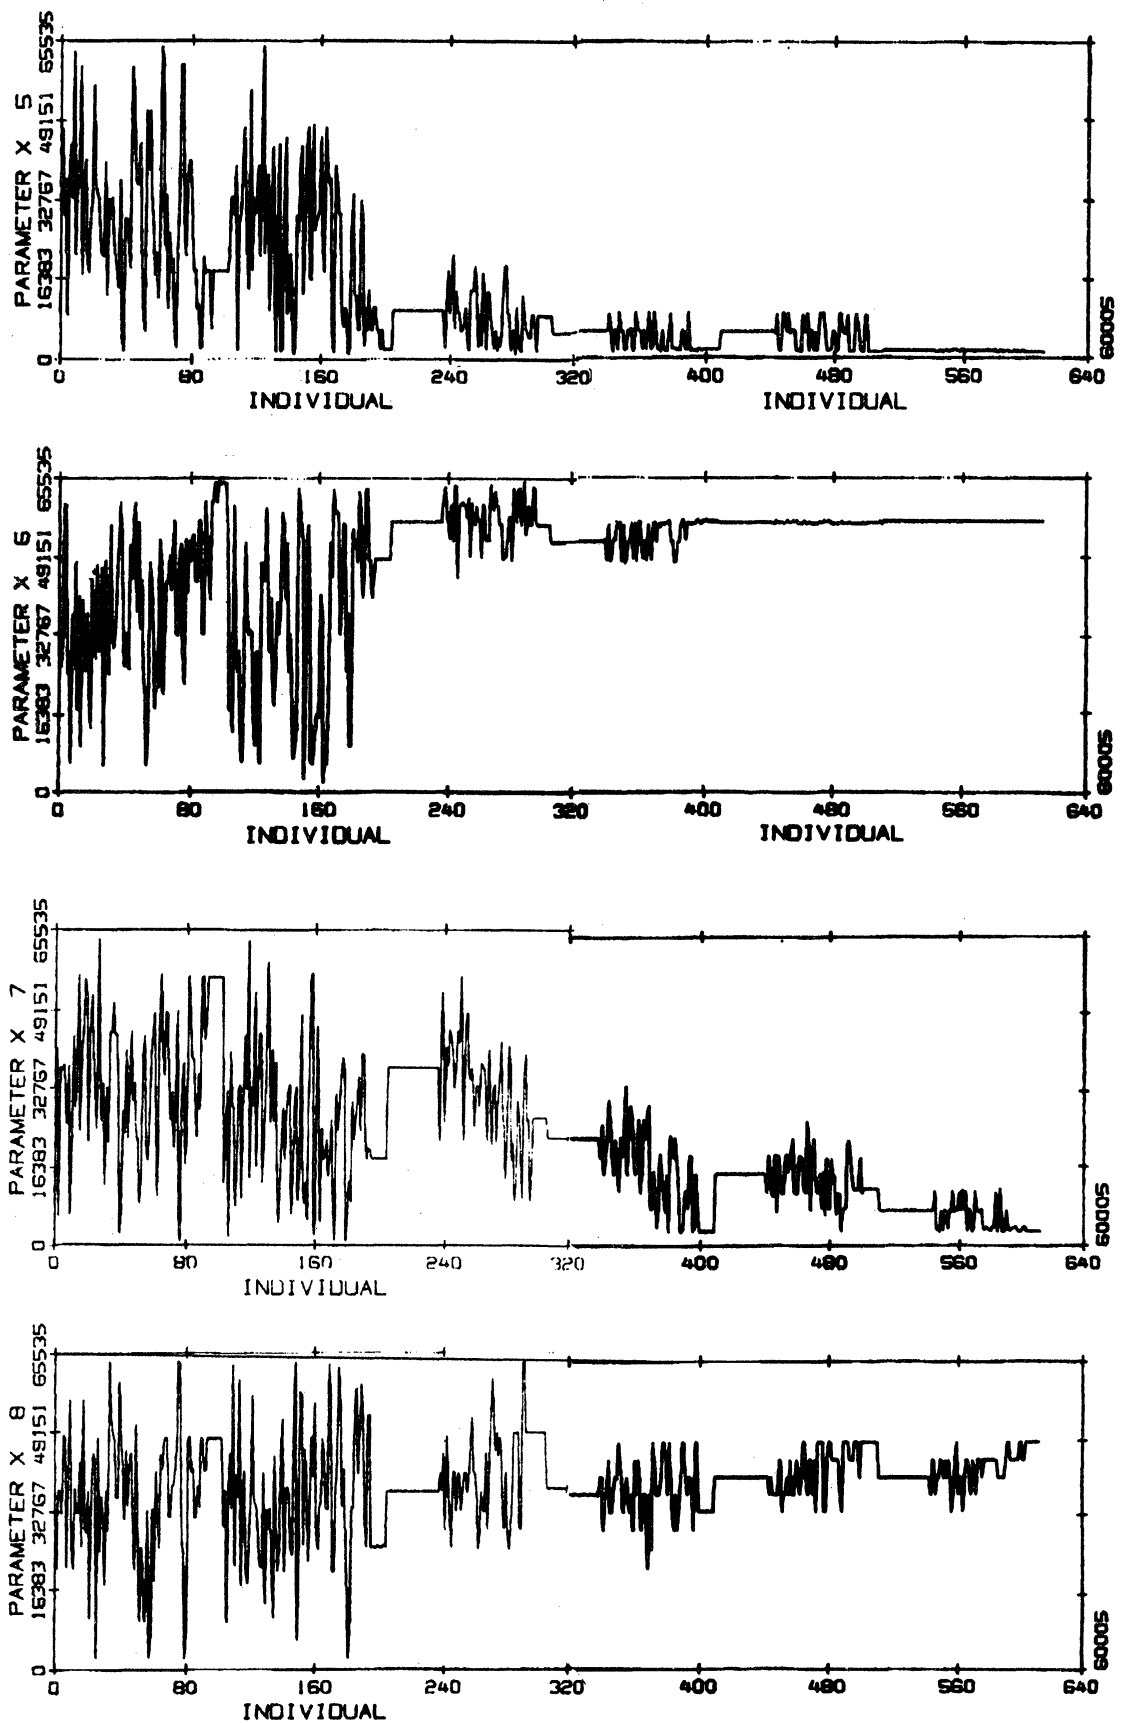 PARAMETER X 5
0 16383 32767 49151 65535
0 80 160 240 320 400 480 560 640
INDIVIDUAL INDIVIDUAL
60005
PARAMETER X 6
0 16383 32767 49151 65535
0 80 160 240 320 400 480 560 640
INDIVIDUAL INDIVIDUAL
60005
PARAMETER X 7
0 16383 32767 49151 65535
0 80 160 240 320 400 480 560 640
INDIVIDUAL
60005
PARAMETER X 8
0 16383 32767 49151 65535
0 80 160 240 320 400 480 560 640
INDIVIDUAL
60005